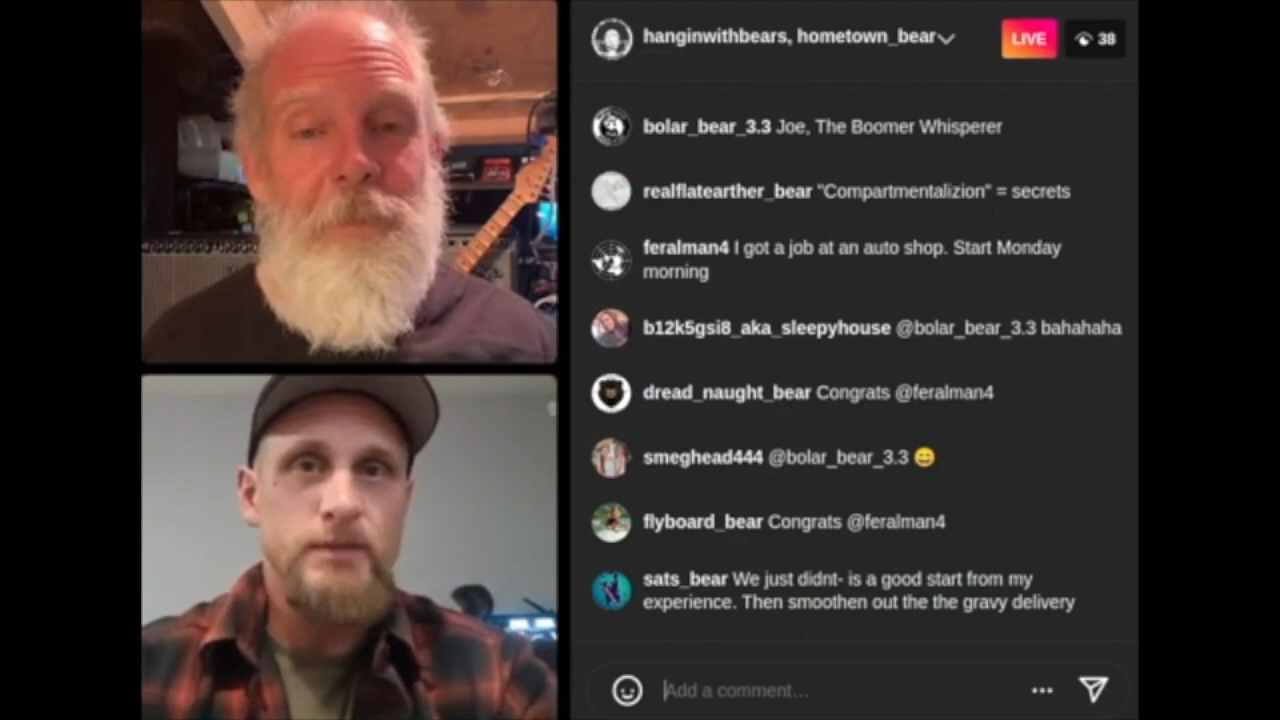 hanginwithbears, hometown_bear
LIVE
38
bolar_bear_3.3 Joe, The Boomer Whisperer
realflatearther_bear "Compartmentalizion" = secrets
feralman4 I got a job at an auto shop. Start Monday
morning
b12k5gsi8_aka_sleepyhouse @bolar_bear_3.3 bahahaha
dread_naught_bear Congrats @feralman4
smeghead444 @bolar_bear_3.3 😄
flyboard_bear Congrats @feralman4
sats_bear We just didnt- is a good start from my
experience. Then smoothen out the the gravy delivery
Add a comment...